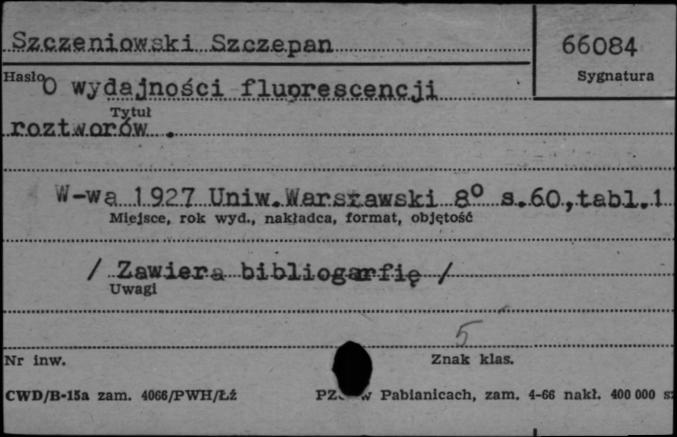 Szczeniowski Szczepan
66084
Hasło
Sygnatura
O wydajności fluorescencji
Tytuł
roztworów .
W-wa 1927 Uniw.Warszawski 8° s.60,tabl.1
Miejsce, rok wyd., nakładca, format, objętość
/ Zawiera bibliogarfię /
Uwagi
5
Nr inw.
Znak klas.
CWD/B-15a zam. 4066/PWH/Łź
w Pabianicach, zam. 4-66 nakł. 400 000